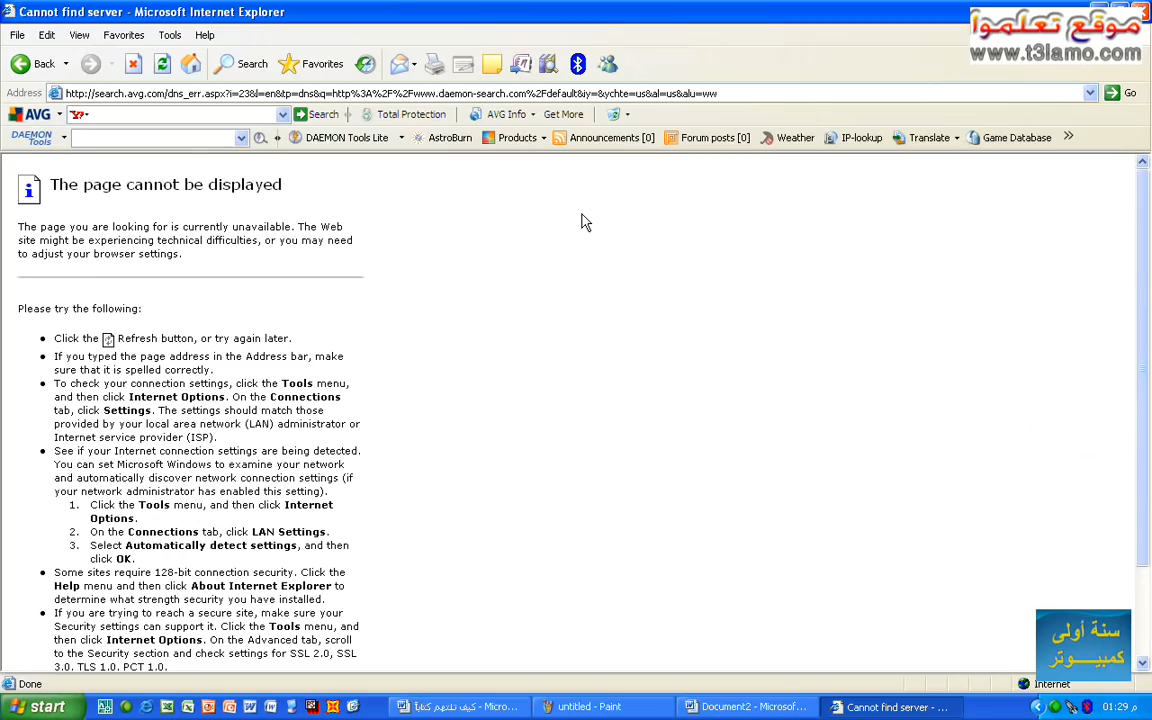 Cannot find server - Microsoft Internet Explorer
موقع تعلموا
www.t3lamo.com
File Edit View Favorites Tools Help
Back Search Favorites
Address http://search.avg.com/dns_err.aspx?i=23&l=en&tp=dns&q=http%3A%2F%2Fwww.daemon-search.com%2Fdefault&iy=&ychte=us&al=us&alu=ww Go
AVG Y! Search Total Protection AVG Info Get More
DAEMON Tools DAEMON Tools Lite AstroBurn Products Announcements [0] Forum posts [0] Weather IP-lookup Translate Game Database »
The page cannot be displayed
The page you are looking for is currently unavailable. The Web
site might be experiencing technical difficulties, or you may need
to adjust your browser settings.
Please try the following:
Click the Refresh button, or try again later.
If you typed the page address in the Address bar, make
sure that it is spelled correctly.
To check your connection settings, click the Tools menu,
and then click Internet Options. On the Connections
tab, click Settings. The settings should match those
provided by your local area network (LAN) administrator or
Internet service provider (ISP).
See if your Internet connection settings are being detected.
You can set Microsoft Windows to examine your network
and automatically discover network connection settings (if
your network administrator has enabled this setting).
1. Click the Tools menu, and then click Internet
Options.
2. On the Connections tab, click LAN Settings.
3. Select Automatically detect settings, and then
click OK.
Some sites require 128-bit connection security. Click the
Help menu and then click About Internet Explorer to
determine what strength security you have installed.
If you are trying to reach a secure site, make sure your
Security settings can support it. Click the Tools menu, and
then click Internet Options. On the Advanced tab, scroll
to the Security section and check settings for SSL 2.0, SSL
3.0, TLS 1.0, PCT 1.0.
سنة أولى
كمبيـــوتر
Done Internet
start Micro... - كيف تلتهم كتاباً untitled - Paint Document2 - Microsof... Cannot find server - ... 01:29 م